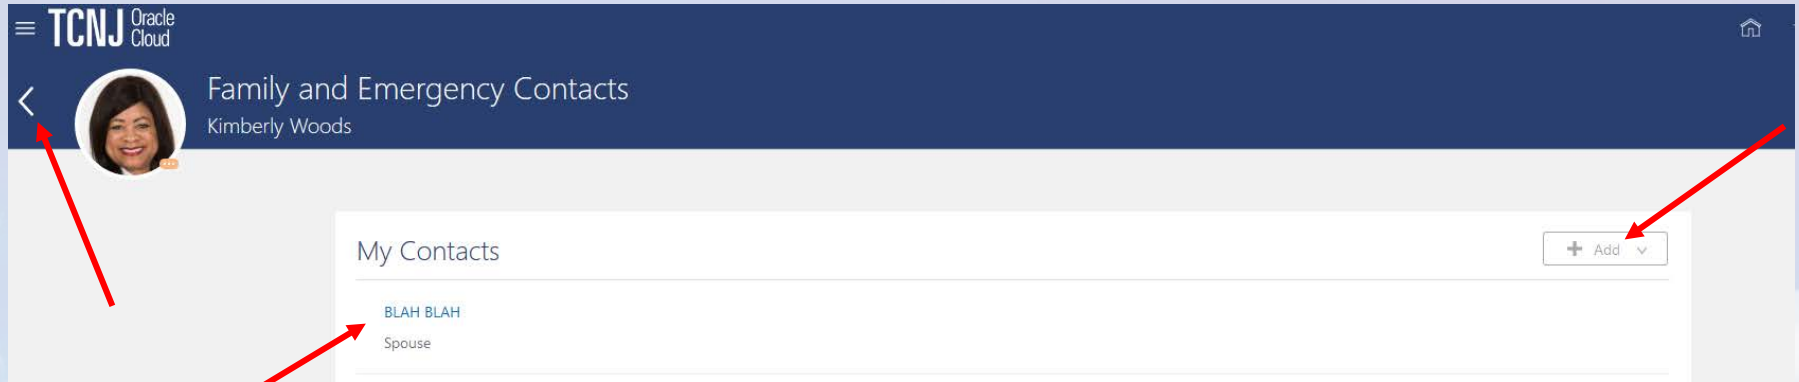 TCNJ Oracle
Cloud
Family and Emergency Contacts
Kimberly Woods
My Contacts
Add
BLAH BLAH
Spouse